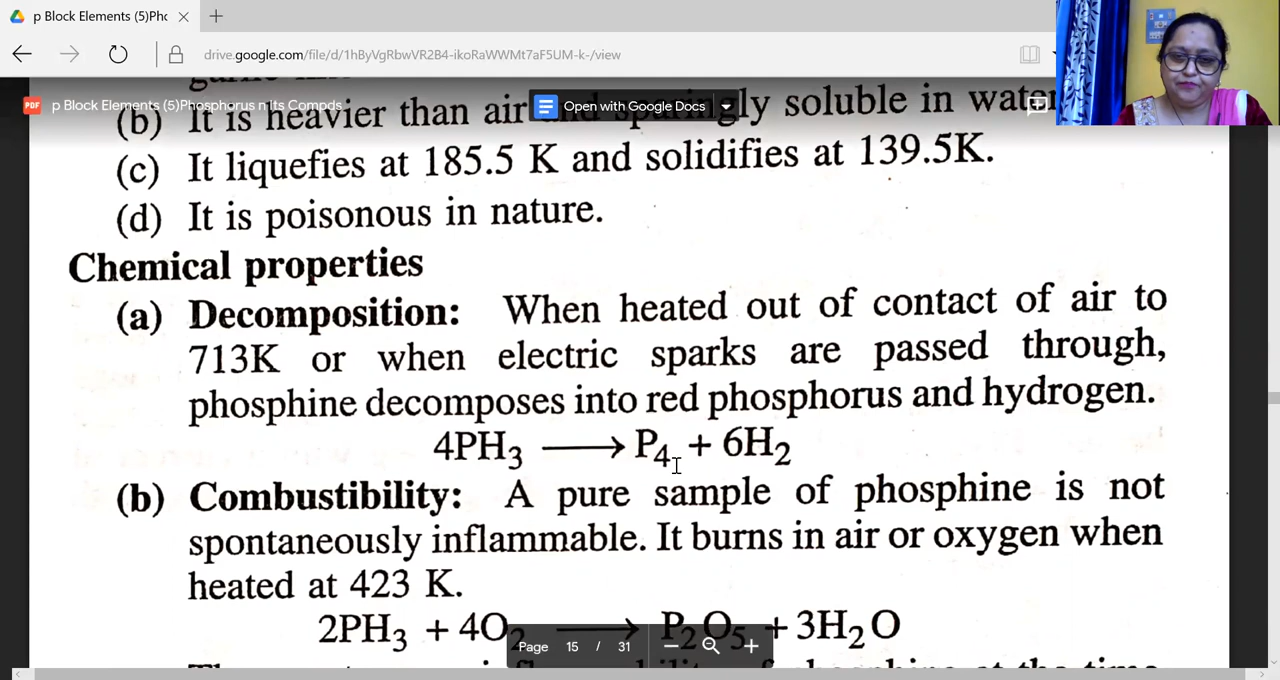 p Block Elements (5)Pho
drive.google.com/file/d/1hByVgRbwVR2B4-ikoRaWWMt7aF5UM-k-/view
PDF p Block Elements (5)Phosphorus n Its Compds
Open with Google Docs
(b) It is heavier than air and sparingly soluble in water
(c) It liquefies at 185.5 K and solidifies at 139.5K.
(d) It is poisonous in nature.
Chemical properties
(a) Decomposition: When heated out of contact of air to
713K or when electric sparks are passed through,
phosphine decomposes into red phosphorus and hydrogen.
4PH₃ ⟶ P₄ + 6H₂
(b) Combustibility: A pure sample of phosphine is not
spontaneously inflammable. It burns in air or oxygen when
heated at 423 K.
2PH₃ + 4O₂ ⟶ P₂O₅ + 3H₂O
Page 15 / 31